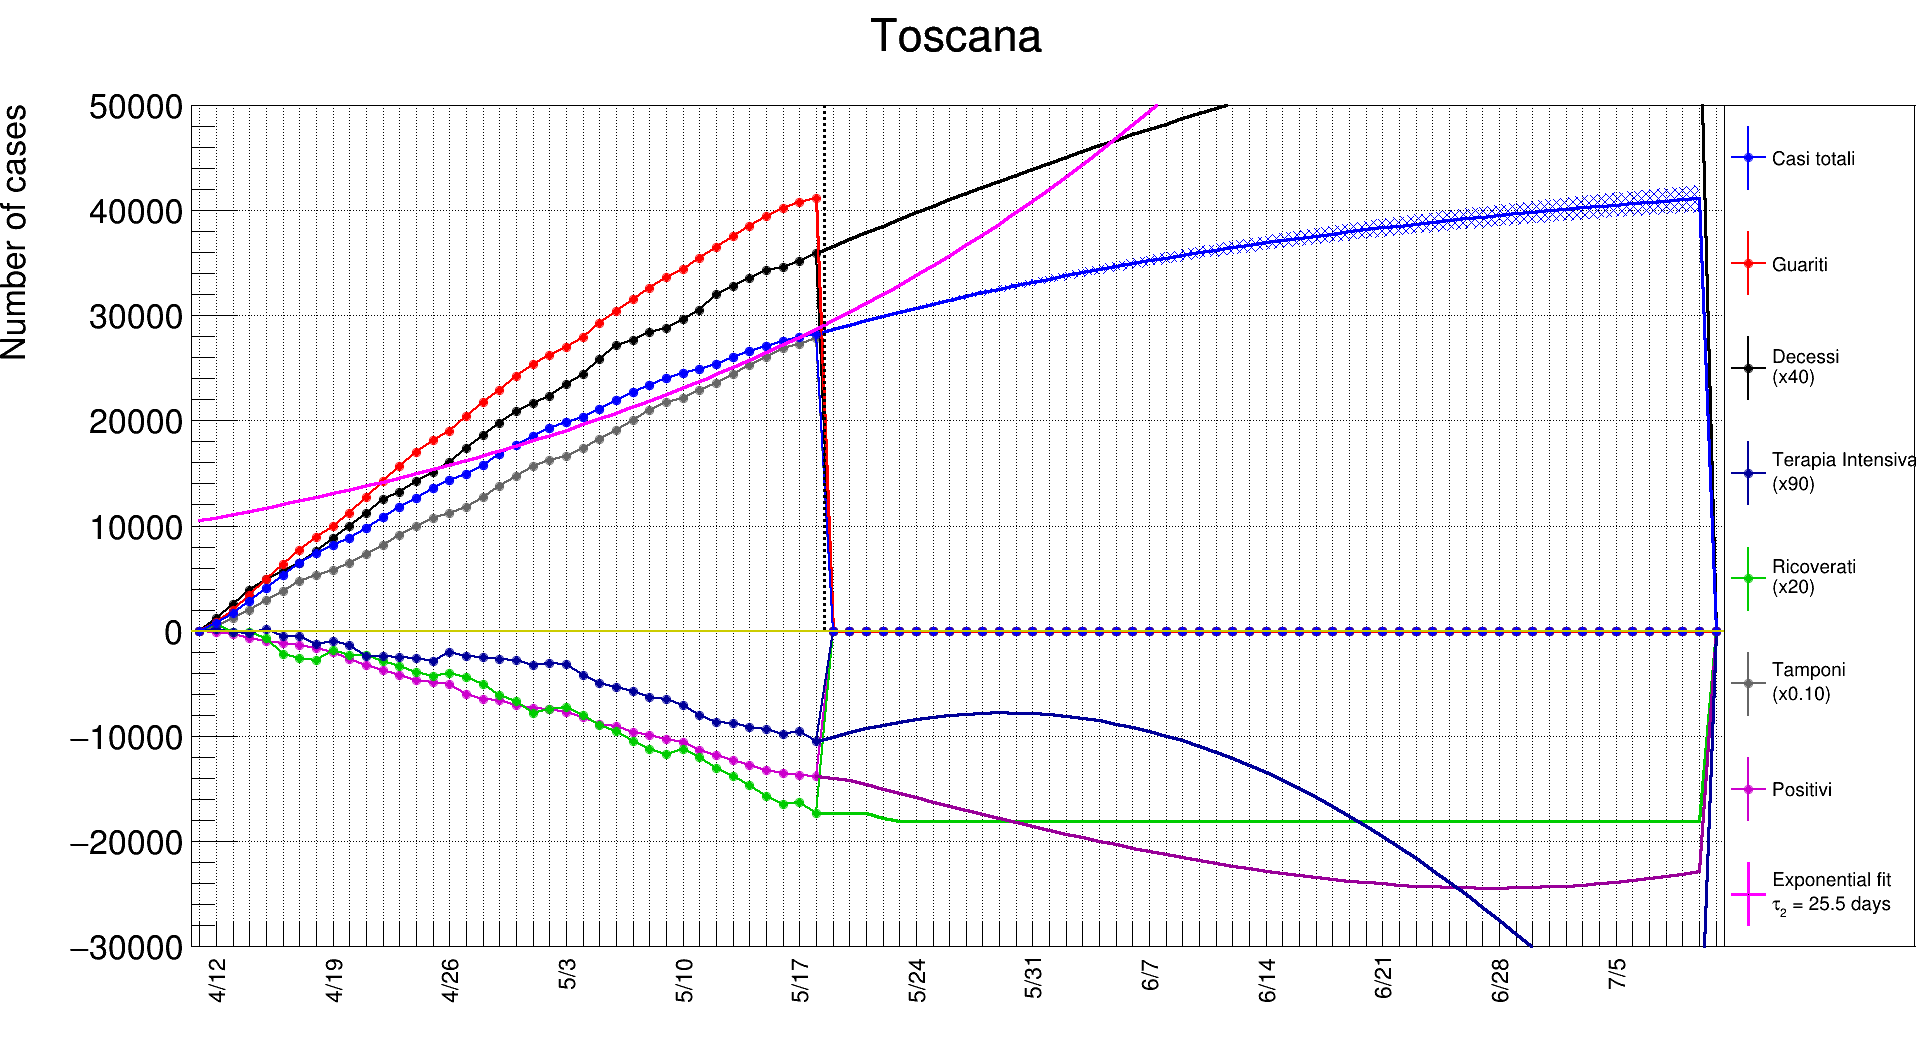 Toscana
Number of cases
50000
40000
30000
20000
10000
0
−10000
−20000
−30000
4/12
4/19
4/26
5/3
5/10
5/17
5/24
5/31
6/7
6/14
6/21
6/28
7/5
Casi totali
Guariti
Decessi
(x40)
Terapia Intensiva
(x90)
Ricoverati
(x20)
Tamponi
(x0.10)
Positivi
Exponential fit
τ₂ = 25.5 days